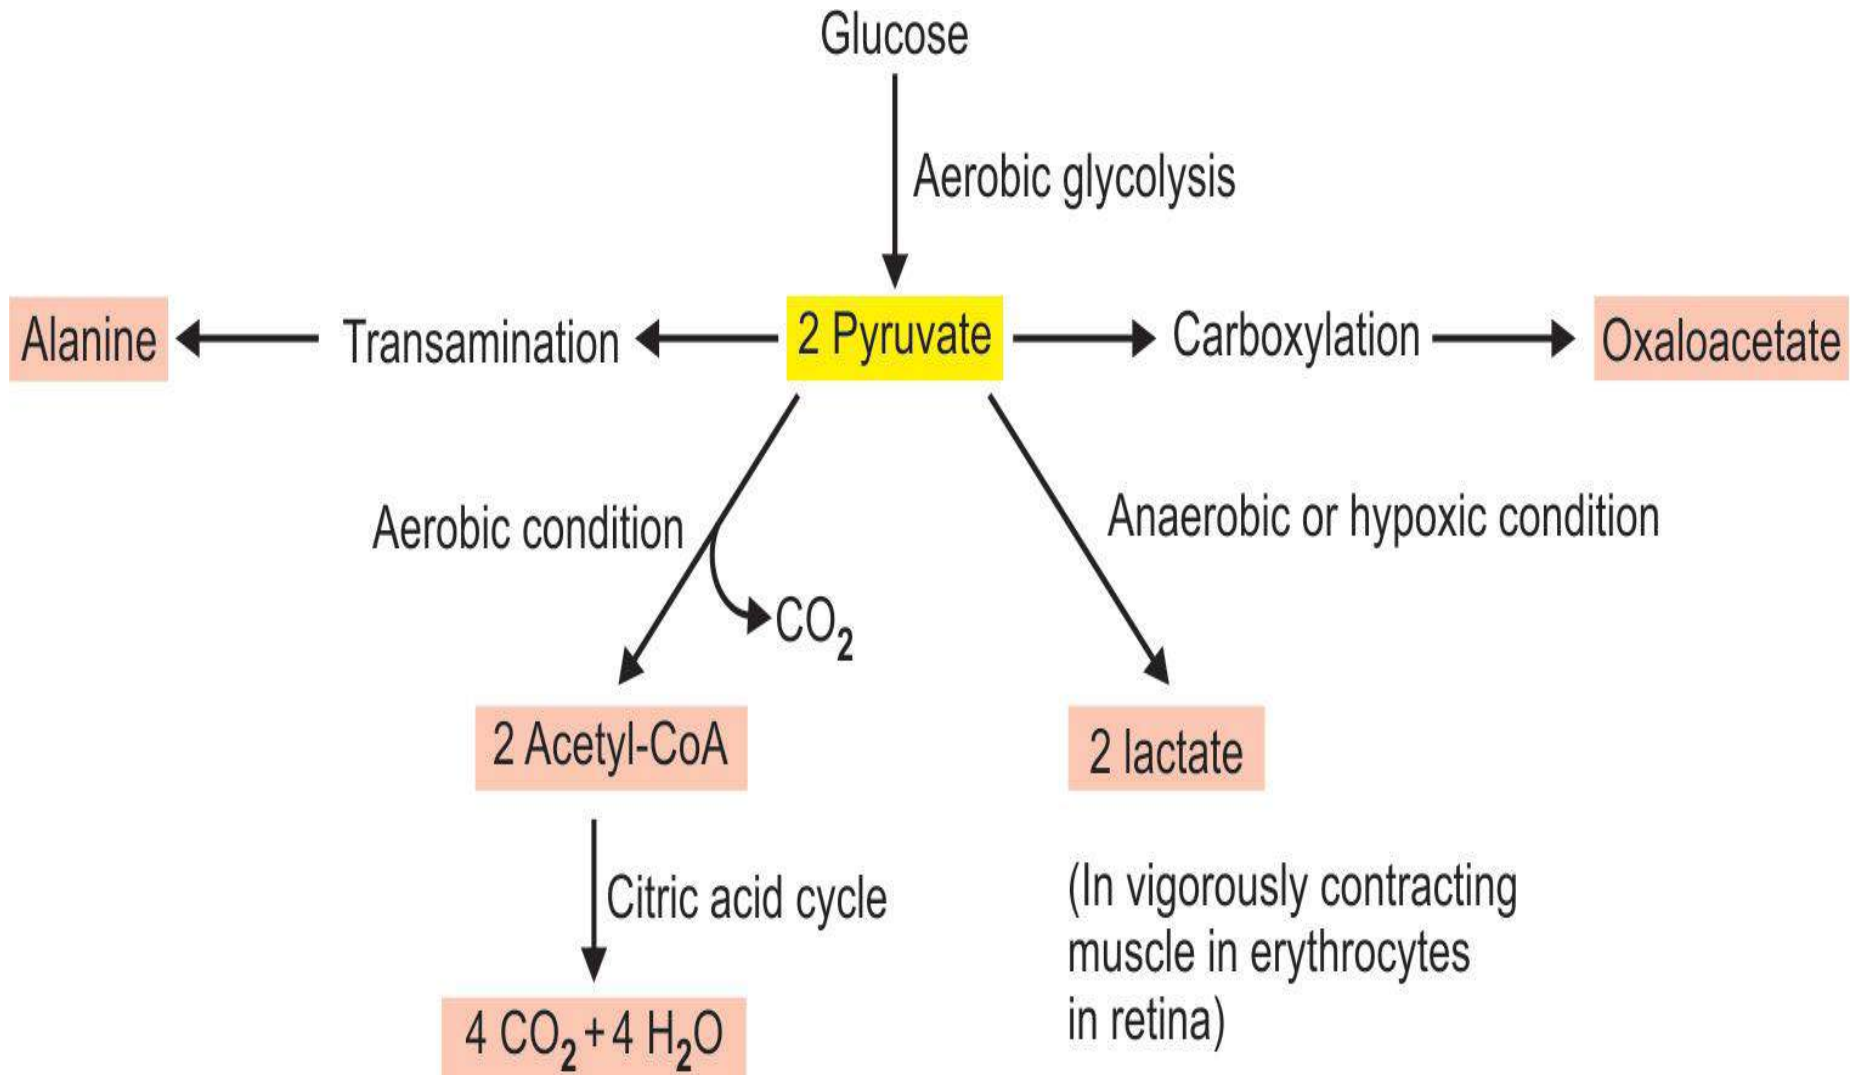 Glucose
Aerobic glycolysis
Alanine
Transamination
2 Pyruvate
Carboxylation
Oxaloacetate
Aerobic condition
Anaerobic or hypoxic condition
CO₂
2 Acetyl-CoA
2 lactate
Citric acid cycle
(In vigorously contracting
muscle in erythrocytes
in retina)
4 CO₂ + 4 H₂O